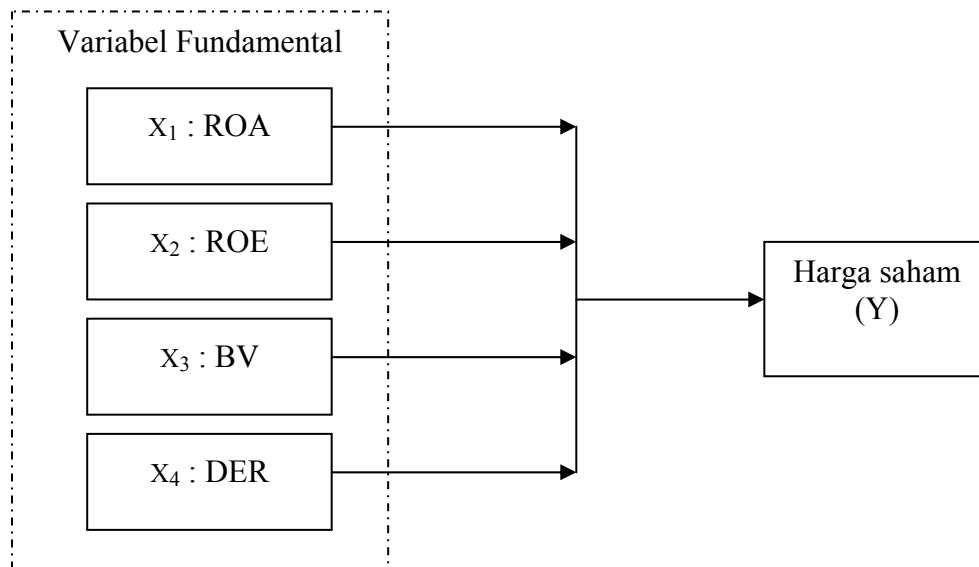 Variabel Fundamental
X₁ : ROA
X₂ : ROE
X₃ : BV
X₄ : DER
Harga saham
(Y)